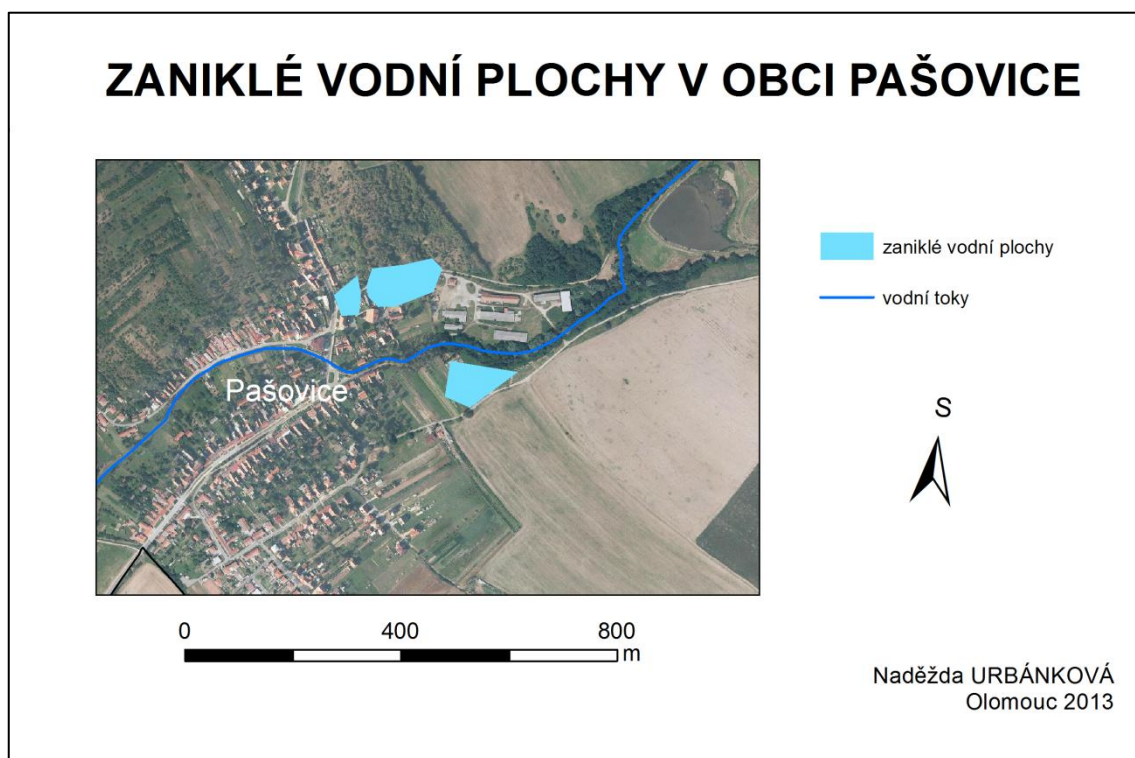 ZANIKLÉ VODNÍ PLOCHY V OBCI PAŠOVICE
zaniklé vodní plochy
vodní toky
Pašovice
S
0 400 800
m
Naděžda URBÁNKOVÁ
Olomouc 2013